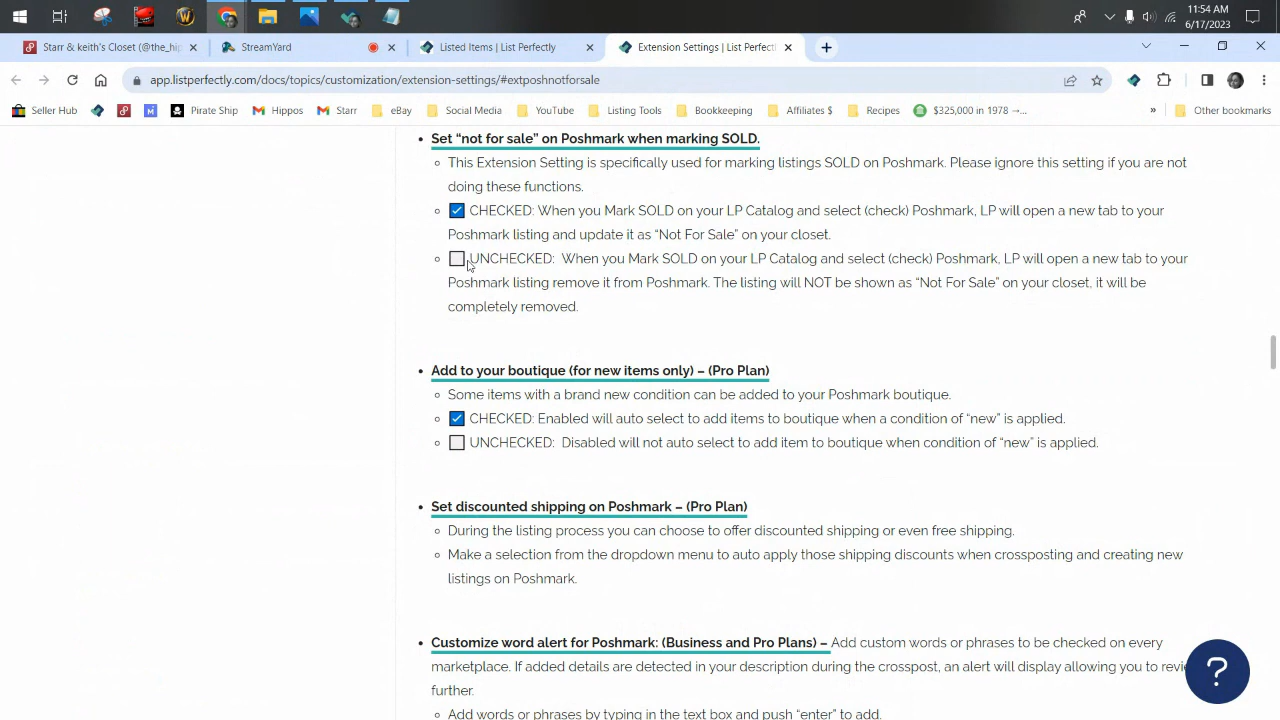 11:54 AM
6/17/2023
Starr & keith's Closet (@the_hip
StreamYard
Listed Items | List Perfectly
Extension Settings | List Perfectl
app.listperfectly.com/docs/topics/customization/extension-settings/#extposhnotforsale
Seller Hub
Pirate Ship
Hippos
Starr
eBay
Social Media
YouTube
Listing Tools
Bookkeeping
Affiliates $
Recipes
$325,000 in 1978 →...
»
Other bookmarks
• Set “not for sale” on Poshmark when marking SOLD.
◦ This Extension Setting is specifically used for marking listings SOLD on Poshmark. Please ignore this setting if you are not
doing these functions.
◦ CHECKED: When you Mark SOLD on your LP Catalog and select (check) Poshmark, LP will open a new tab to your
Poshmark listing and update it as “Not For Sale” on your closet.
◦ UNCHECKED: When you Mark SOLD on your LP Catalog and select (check) Poshmark, LP will open a new tab to your
Poshmark listing remove it from Poshmark. The listing will NOT be shown as “Not For Sale” on your closet, it will be
completely removed.
• Add to your boutique (for new items only) – (Pro Plan)
◦ Some items with a brand new condition can be added to your Poshmark boutique.
◦ CHECKED: Enabled will auto select to add items to boutique when a condition of “new” is applied.
◦ UNCHECKED: Disabled will not auto select to add item to boutique when condition of “new” is applied.
• Set discounted shipping on Poshmark – (Pro Plan)
◦ During the listing process you can choose to offer discounted shipping or even free shipping.
◦ Make a selection from the dropdown menu to auto apply those shipping discounts when crossposting and creating new
listings on Poshmark.
• Customize word alert for Poshmark: (Business and Pro Plans) – Add custom words or phrases to be checked on every
marketplace. If added details are detected in your description during the crosspost, an alert will display allowing you to revie
further.
◦ Add words or phrases by typing in the text box and push “enter” to add.
?